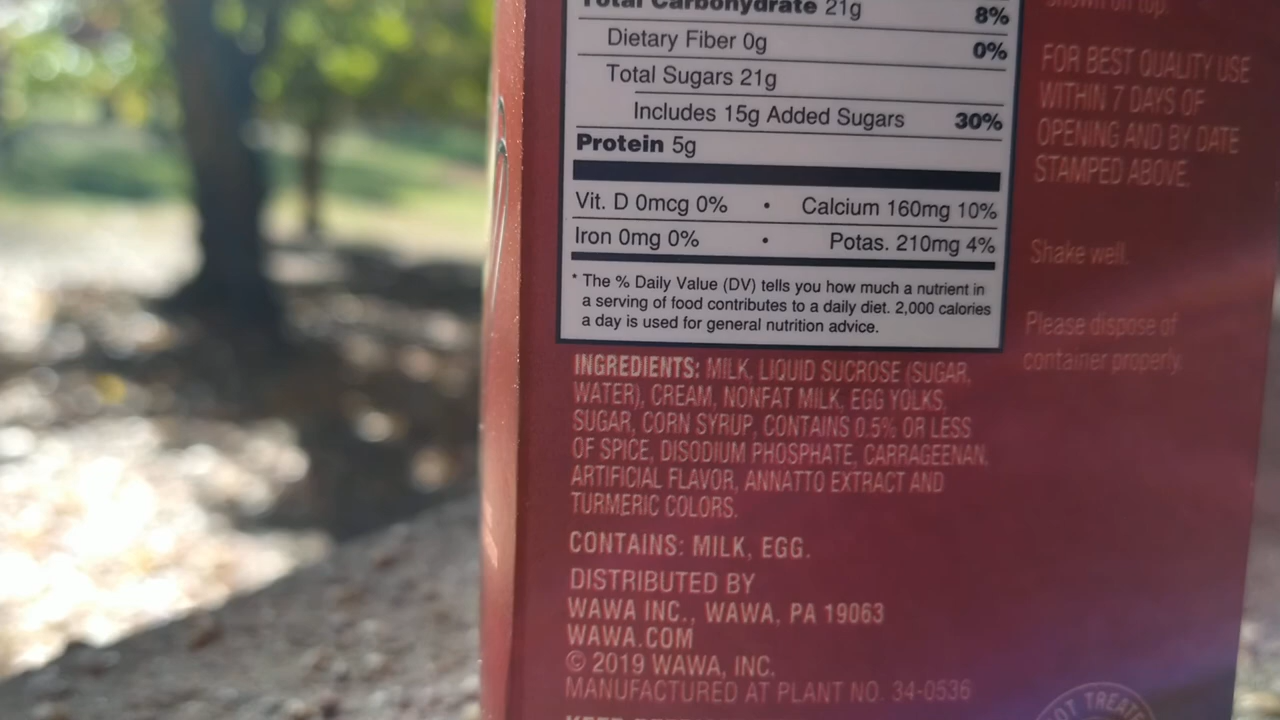 Total Carbohydrate 21g 8%
Dietary Fiber 0g 0%
Total Sugars 21g
Includes 15g Added Sugars 30%
Protein 5g
Vit. D 0mcg 0% • Calcium 160mg 10%
Iron 0mg 0% • Potas. 210mg 4%
* The % Daily Value (DV) tells you how much a nutrient in
a serving of food contributes to a daily diet. 2,000 calories
a day is used for general nutrition advice.
INGREDIENTS: MILK, LIQUID SUCROSE (SUGAR,
WATER), CREAM, NONFAT MILK, EGG YOLKS,
SUGAR, CORN SYRUP, CONTAINS 0.5% OR LESS
OF SPICE, DISODIUM PHOSPHATE, CARRAGEENAN,
ARTIFICIAL FLAVOR, ANNATTO EXTRACT AND
TURMERIC COLORS.
CONTAINS: MILK, EGG.
DISTRIBUTED BY
WAWA INC., WAWA, PA 19063
WAWA.COM
© 2019 WAWA, INC.
MANUFACTURED AT PLANT NO. 34-0536
shown on top.
FOR BEST QUALITY USE
WITHIN 7 DAYS OF
OPENING AND BY DATE
STAMPED ABOVE.
Shake well.
Please dispose of
container properly.